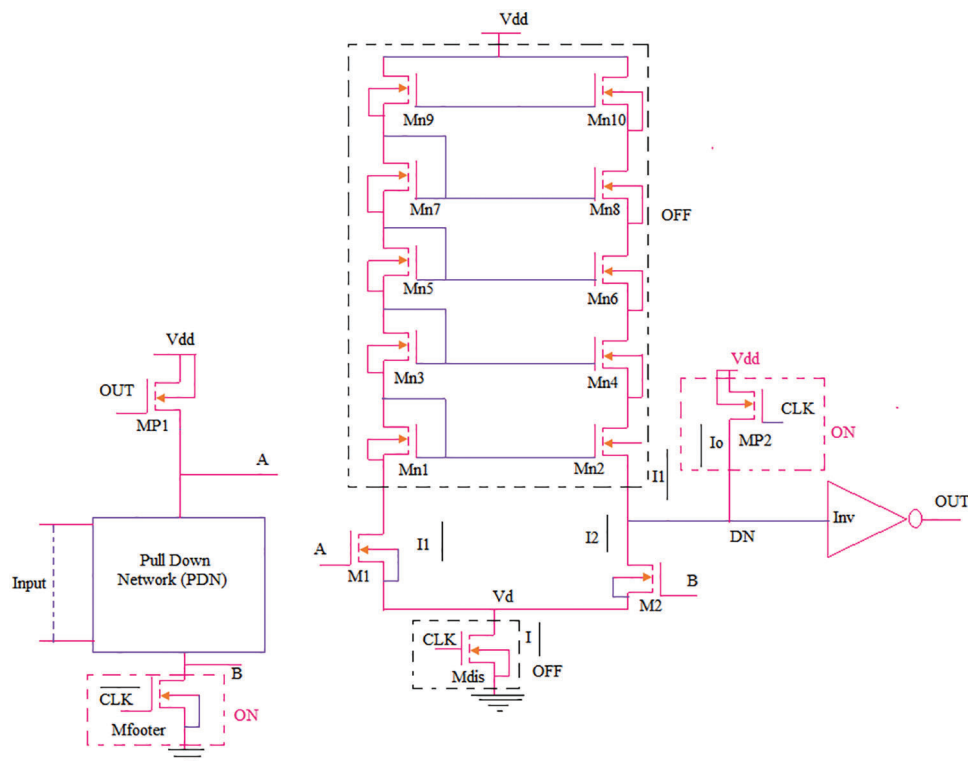 Vdd
Mn9
Mn10
Mn7
Mn8
OFF
Mn5
Mn6
Vdd
Mn3
Mn4
Vdd
OUT
CLK
MP1
MP2
Io
ON
A
Mn1
Mn2
I1
OUT
Inv
I1
I2
DN
A
Pull Down
Network (PDN)
Input
M1
B
Vd
M2
CLK
I
B
OFF
Mdis
CLK
ON
Mfooter